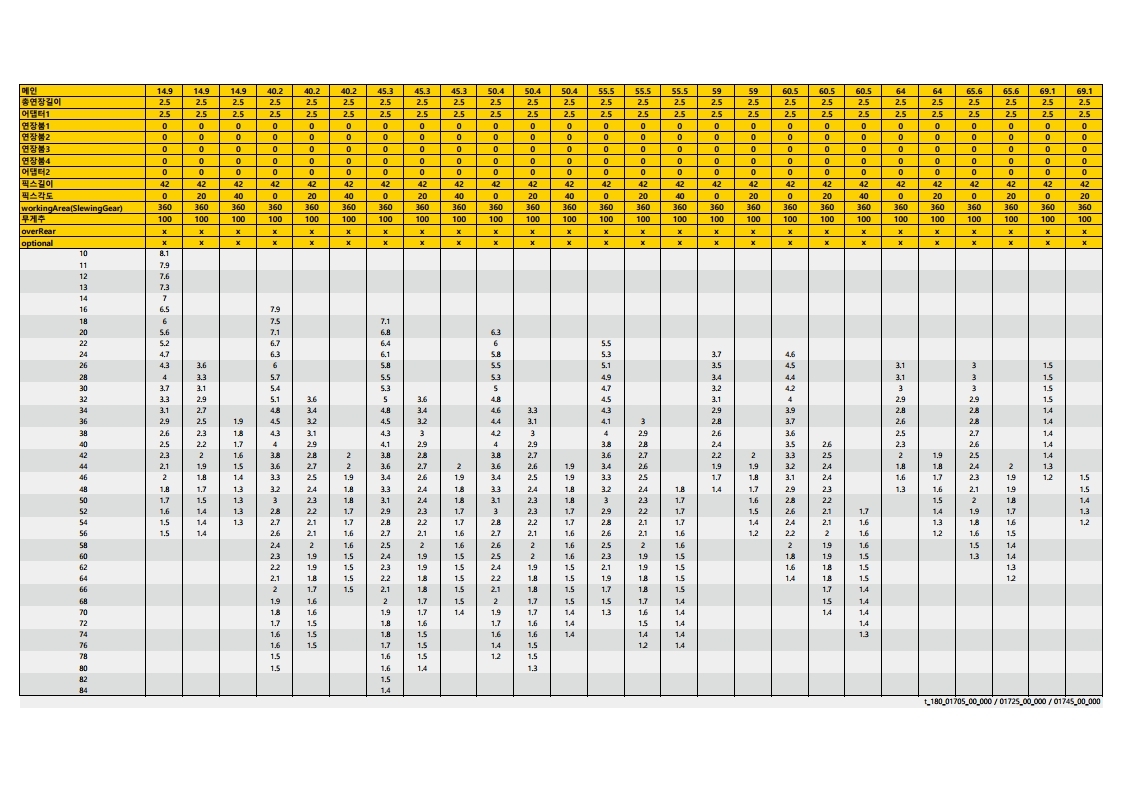 메인 14.9 14.9 14.9 40.2 40.2 40.2 45.3 45.3 45.3 50.4 50.4 50.4 55.5 55.5 55.5 59 59 60.5 60.5 60.5 64 64 65.6 65.6 69.1 69.1
총연장길이 2.5 2.5 2.5 2.5 2.5 2.5 2.5 2.5 2.5 2.5 2.5 2.5 2.5 2.5 2.5 2.5 2.5 2.5 2.5 2.5 2.5 2.5 2.5 2.5 2.5 2.5
어댑터1 2.5 2.5 2.5 2.5 2.5 2.5 2.5 2.5 2.5 2.5 2.5 2.5 2.5 2.5 2.5 2.5 2.5 2.5 2.5 2.5 2.5 2.5 2.5 2.5 2.5 2.5
연장붐1 0 0 0 0 0 0 0 0 0 0 0 0 0 0 0 0 0 0 0 0 0 0 0 0 0 0
연장붐2 0 0 0 0 0 0 0 0 0 0 0 0 0 0 0 0 0 0 0 0 0 0 0 0 0 0
연장붐3 0 0 0 0 0 0 0 0 0 0 0 0 0 0 0 0 0 0 0 0 0 0 0 0 0 0
연장붐4 0 0 0 0 0 0 0 0 0 0 0 0 0 0 0 0 0 0 0 0 0 0 0 0 0 0
어댑터2 0 0 0 0 0 0 0 0 0 0 0 0 0 0 0 0 0 0 0 0 0 0 0 0 0 0
픽스길이 42 42 42 42 42 42 42 42 42 42 42 42 42 42 42 42 42 42 42 42 42 42 42 42 42 42
픽스각도 0 20 40 0 20 40 0 20 40 0 20 40 0 20 40 0 20 0 20 40 0 20 0 20 0 20
workingArea(SlewingGear) 360 360 360 360 360 360 360 360 360 360 360 360 360 360 360 360 360 360 360 360 360 360 360 360 360 360
무게추 100 100 100 100 100 100 100 100 100 100 100 100 100 100 100 100 100 100 100 100 100 100 100 100 100 100
overRear x x x x x x x x x x x x x x x x x x x x x x x x x x
optional x x x x x x x x x x x x x x x x x x x x x x x x x x
10 8.1
11 7.9
12 7.6
13 7.3
14 7
16 6.5 7.9
18 6 7.5 7.1
20 5.6 7.1 6.8 6.3
22 5.2 6.7 6.4 6 5.5
24 4.7 6.3 6.1 5.8 5.3 3.7 4.6
26 4.3 3.6 6 5.8 5.5 5.1 3.5 4.5 3.1 3 1.5
28 4 3.3 5.7 5.5 5.3 4.9 3.4 4.4 3.1 3 1.5
30 3.7 3.1 5.4 5.3 5 4.7 3.2 4.2 3 3 1.5
32 3.3 2.9 5.1 3.6 5 3.6 4.8 4.5 3.1 4 2.9 2.9 1.5
34 3.1 2.7 4.8 3.4 4.8 3.4 4.6 3.3 4.3 2.9 3.9 2.8 2.8 1.4
36 2.9 2.5 1.9 4.5 3.2 4.5 3.2 4.4 3.1 4.1 3 2.8 3.7 2.6 2.8 1.4
38 2.6 2.3 1.8 4.3 3.1 4.3 3 4.2 3 4 2.9 2.6 3.6 2.5 2.7 1.4
40 2.5 2.2 1.7 4 2.9 4.1 2.9 4 2.9 3.8 2.8 2.4 3.5 2.6 2.3 2.6 1.4
42 2.3 2 1.6 3.8 2.8 2 3.8 2.8 3.8 2.7 3.6 2.7 2.2 2 3.3 2.5 2 1.9 2.5 1.4
44 2.1 1.9 1.5 3.6 2.7 2 3.6 2.7 2 3.6 2.6 1.9 3.4 2.6 1.9 1.9 3.2 2.4 1.8 1.8 2.4 2 1.3
46 2 1.8 1.4 3.3 2.5 1.9 3.4 2.6 1.9 3.4 2.5 1.8 3.3 2.5 1.7 1.8 3.1 2.4 1.6 1.7 2.3 1.9 1.2 1.5
48 1.8 1.7 1.3 3.2 2.4 1.8 3.3 2.4 1.8 3.3 2.4 1.8 3.2 2.4 1.8 1.4 1.7 2.9 2.3 1.3 1.6 2.1 1.9 1.5
50 1.7 1.5 1.3 3 2.3 1.8 3.1 2.4 1.8 3.1 2.3 1.8 3 2.3 1.7 1.6 2.8 2.2 1.5 2 1.8 1.4
52 1.6 1.4 1.3 2.8 2.2 1.7 2.9 2.3 1.7 3 2.3 1.7 2.9 2.2 1.7 1.5 2.6 2.1 1.7 1.4 1.9 1.7 1.3
54 1.5 1.4 1.3 2.7 2.1 1.7 2.8 2.2 1.7 2.8 2.2 1.7 2.8 2.1 1.7 1.4 2.4 2.1 1.6 1.3 1.8 1.6 1.2
56 1.5 1.4 2.6 2.1 1.6 2.7 2.1 1.6 2.7 2.1 1.6 2.6 2.1 1.6 1.2 2.2 2 1.6 1.2 1.6 1.5
58 2.4 2 1.6 2.5 2 1.6 2.6 2 1.6 2.5 2 1.6 2 1.9 1.6 1.5 1.4
60 2.3 1.9 1.5 2.4 1.9 1.5 2.5 2 1.6 2.3 1.9 1.5 1.8 1.9 1.5 1.3 1.4
62 2.2 1.9 1.5 2.3 1.9 1.5 2.4 1.9 1.5 2.1 1.9 1.5 1.6 1.8 1.5 1.3
64 2.1 1.8 1.5 2.2 1.8 1.5 2.2 1.8 1.5 1.9 1.8 1.5 1.4 1.8 1.5 1.2
66 2 1.7 1.5 2.1 1.8 1.5 2.1 1.8 1.5 1.7 1.8 1.5 1.7 1.4
68 1.9 1.6 2 1.7 1.5 2 1.7 1.5 1.5 1.7 1.4 1.5 1.4
70 1.8 1.6 1.9 1.7 1.4 1.9 1.7 1.4 1.3 1.6 1.4 1.4 1.4
72 1.7 1.5 1.8 1.6 1.7 1.6 1.4 1.5 1.4 1.4
74 1.6 1.5 1.8 1.5 1.6 1.6 1.4 1.4 1.4 1.3
76 1.6 1.5 1.7 1.5 1.4 1.5 1.2 1.4
78 1.5 1.6 1.5 1.2 1.5
80 1.5 1.6 1.4 1.3
82 1.5
84 1.4
t_180_01705_00_000 / 01725_00_000 / 01745_00_000